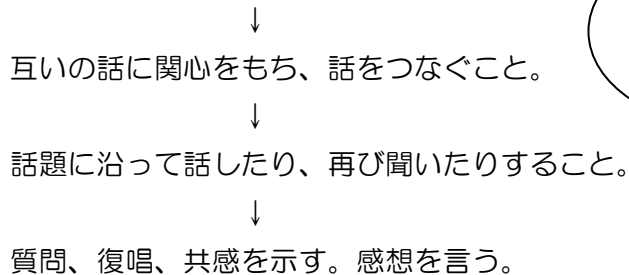 ↓
互いの話に関心をもち、話をつなぐこと。
↓
話題に沿って話したり、再び聞いたりすること。
↓
質問、復唱、共感を示す。感想を言う。